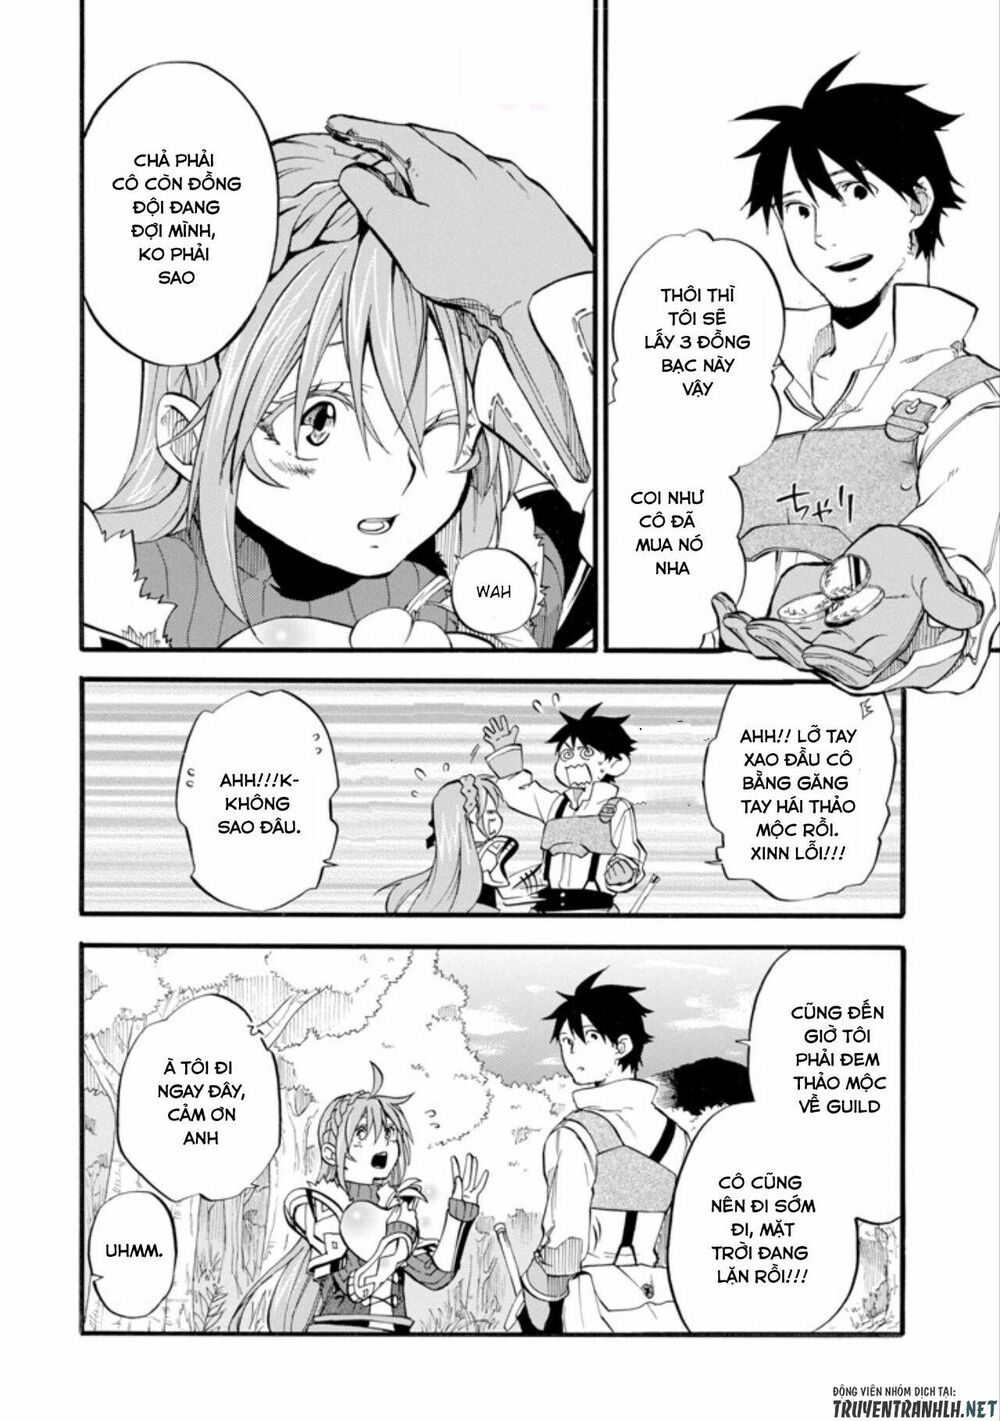 THÔI THÌ
TÔI SẼ
LẤY 3 ĐỒNG
BẠC NÀY
VẬY
COI NHƯ
CÔ ĐÃ
MUA NÓ
NHA
ちゃり
CHẢ PHẢI
CÔ CÒN ĐỒNG
ĐỘI ĐANG
ĐỢI MÌNH,
KO PHẢI
SAO
WAH
AHH!! LỠ TAY
XAO ĐẦU CÔ
BẰNG GĂNG
TAY HÁI THẢO
MỘC RỒI.
XINN LỖI!!!
AHH!!!K-
KHÔNG
SAO ĐÂU.
CŨNG ĐẾN
GIỜ TÔI
PHẢI ĐEM
THẢO MỘC
VỀ GUILD
CÔ CŨNG
NÊN ĐI SỚM
ĐI, MẶT
TRỜI ĐANG
LẶN RỒI!!!
À TÔI ĐI
NGAY ĐÂY,
CẢM ƠN
ANH
UHMM.
ĐỘNG VIÊN NHÓM DỊCH TẠI:
TRUYENTRANHLH.NET